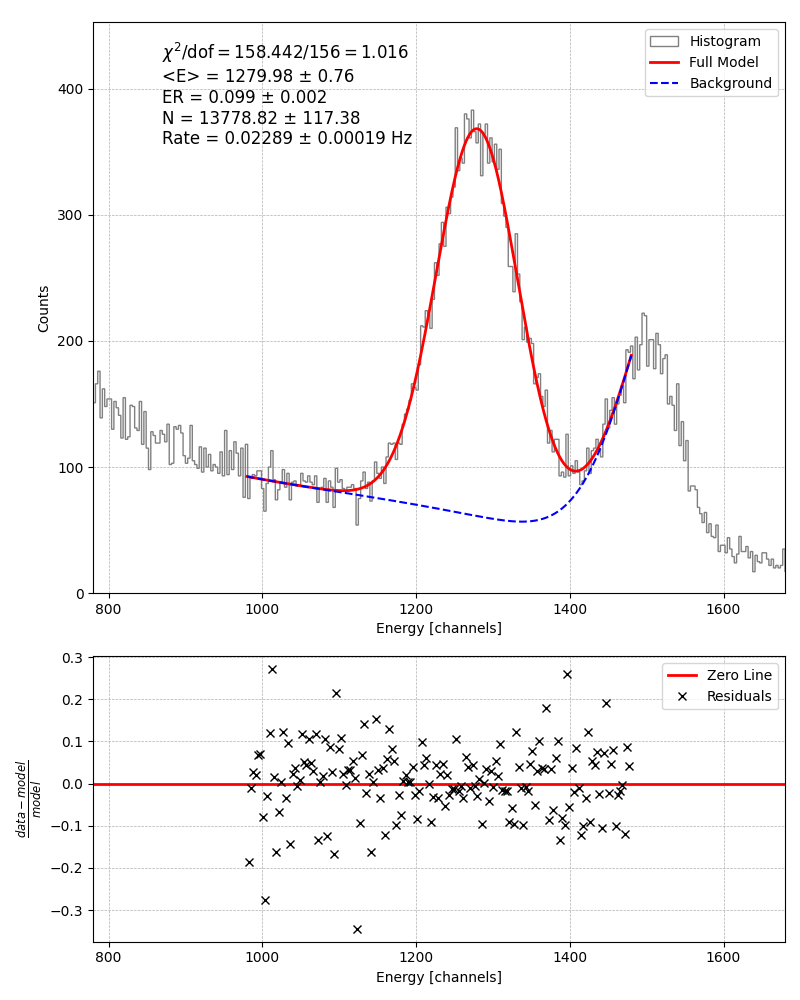 χ²/dof = 158.442/156 = 1.016
<E> = 1279.98 ± 0.76
ER = 0.099 ± 0.002
N = 13778.82 ± 117.38
Rate = 0.02289 ± 0.00019 Hz
Histogram
Full Model
Background
Counts
400
300
200
100
0
800 1000 1200 1400 1600
Energy [channels]
Zero Line
Residuals
data − model
model
0.3
0.2
0.1
0.0
−0.1
−0.2
−0.3
800 1000 1200 1400 1600
Energy [channels]